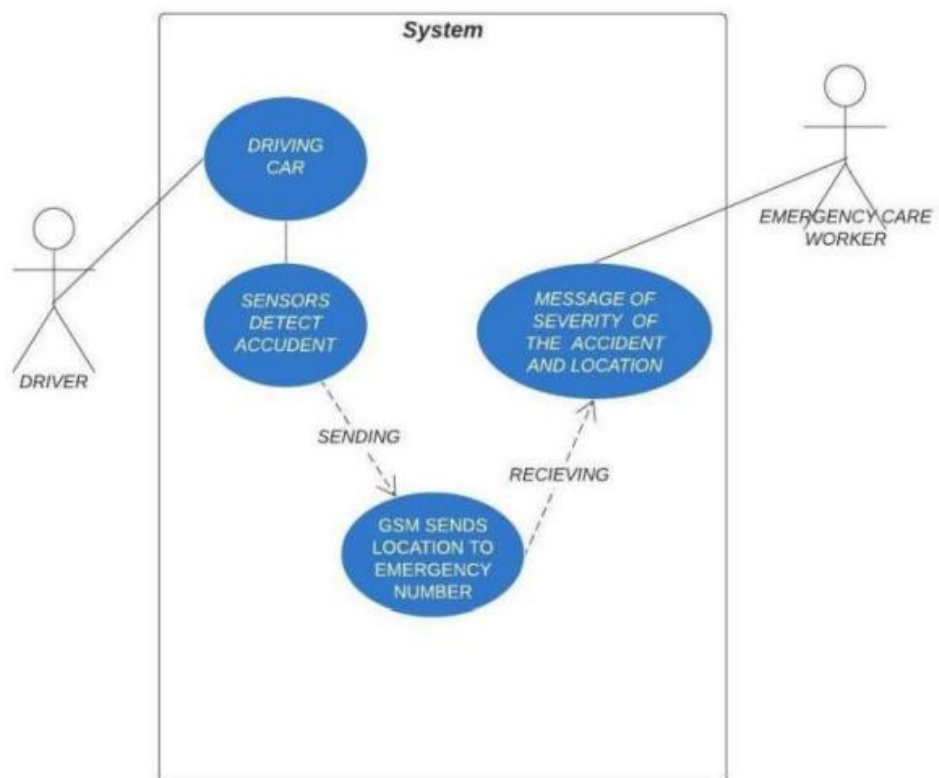 System
DRIVING
CAR
SENSORS
DETECT
ACCUDENT
DRIVER
SENDING
GSM SENDS
LOCATION TO
EMERGENCY
NUMBER
RECIEVING
MESSAGE OF
SEVERITY OF
THE ACCIDENT
AND LOCATION
EMERGENCY CARE
WORKER